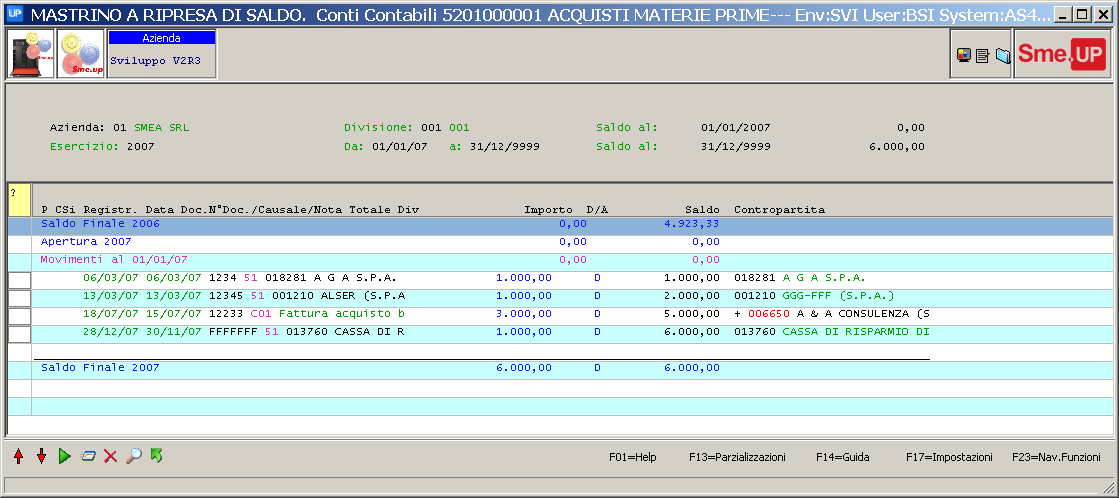 UP MASTRINO A RIPRESA DI SALDO. Conti Contabili 5201000001 ACQUISTI MATERIE PRIME--- Env:SVI User:BSI System:AS4...
Sme.up
Sme.up
Azienda
Sviluppo V2R3
Sme.UP
Azienda: 01 SMEA SRL Divisione: 001 001 Saldo al: 01/01/2007 0,00
Esercizio: 2007 Da: 01/01/07 a: 31/12/9999 Saldo al: 31/12/9999 6.000,00
?
P CSi Registr. Data Doc.N°Doc./Causale/Nota Totale Div Importo D/A Saldo Contropartita
Saldo Finale 2006 0,00 4.923,33
Apertura 2007 0,00 0,00
Movimenti al 01/01/07 0,00 0,00
06/03/07 06/03/07 1234 51 018281 A G A S.P.A. 1.000,00 D 1.000,00 018281 A G A S.P.A.
13/03/07 13/03/07 12345 51 001210 ALSER (S.P.A 1.000,00 D 2.000,00 001210 GGG-FFF (S.P.A.)
18/07/07 15/07/07 12233 C01 Fattura acquisto b 3.000,00 D 5.000,00 + 006650 A & A CONSULENZA (S
28/12/07 30/11/07 FFFFFFF 51 013760 CASSA DI R 1.000,00 D 6.000,00 013760 CASSA DI RISPARMIO DI
Saldo Finale 2007 6.000,00 D 6.000,00
F01=Help F13=Parzializzazioni F14=Guida F17=Impostazioni F23=Nav.Funzioni